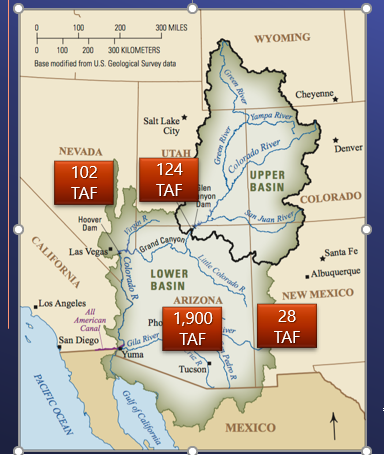 0 100 200 300 MILES
0 100 200 300 KILOMETERS
Base modified from U.S. Geological Survey data
WYOMING
Green River
Cheyenne
Salt Lake
City
Yampa River
Green River
Denver
NEVADA
UTAH
Colorado River
102
TAF
124
TAF
UPPER
BASIN
Dam
COLORADO
Hoover
Dam
Virgin R
San Juan River
Las Vegas
Grand Canyon
Santa Fe
Albuquerque
CALIFORNIA
Colorado R
LOWER
BASIN
Little Colorado R
NEW MEXICO
Los Angeles
ARIZONA
All
American
Canal
1,900
TAF
28
TAF
San Diego
Gila River
Yuma
Tucson
PACIFIC OCEAN
Gulf of California
MEXICO